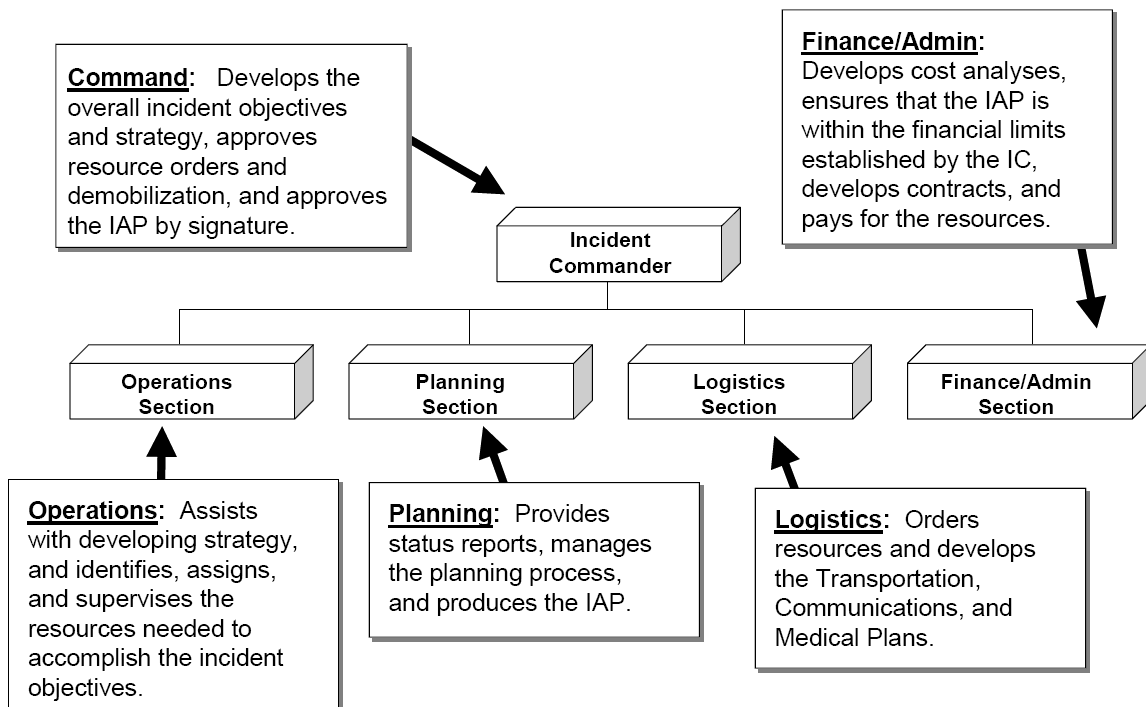 Command: Develops the
overall incident objectives
and strategy, approves
resource orders and
demobilization, and approves
the IAP by signature.
Finance/Admin:
Develops cost analyses,
ensures that the IAP is
within the financial limits
established by the IC,
develops contracts, and
pays for the resources.
Incident
Commander
Operations
Section
Planning
Section
Logistics
Section
Finance/Admin
Section
Operations: Assists
with developing strategy,
and identifies, assigns,
and supervises the
resources needed to
accomplish the incident
objectives.
Planning: Provides
status reports, manages
the planning process,
and produces the IAP.
Logistics: Orders
resources and develops
the Transportation,
Communications, and
Medical Plans.